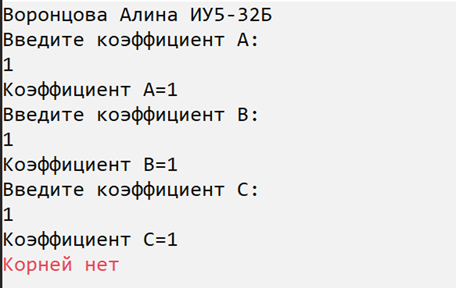 Воронцова Алина ИУ5-32Б
Введите коэффициент А:
1
Коэффициент А=1
Введите коэффициент В:
1
Коэффициент В=1
Введите коэффициент С:
1
Коэффициент С=1
Корней нет